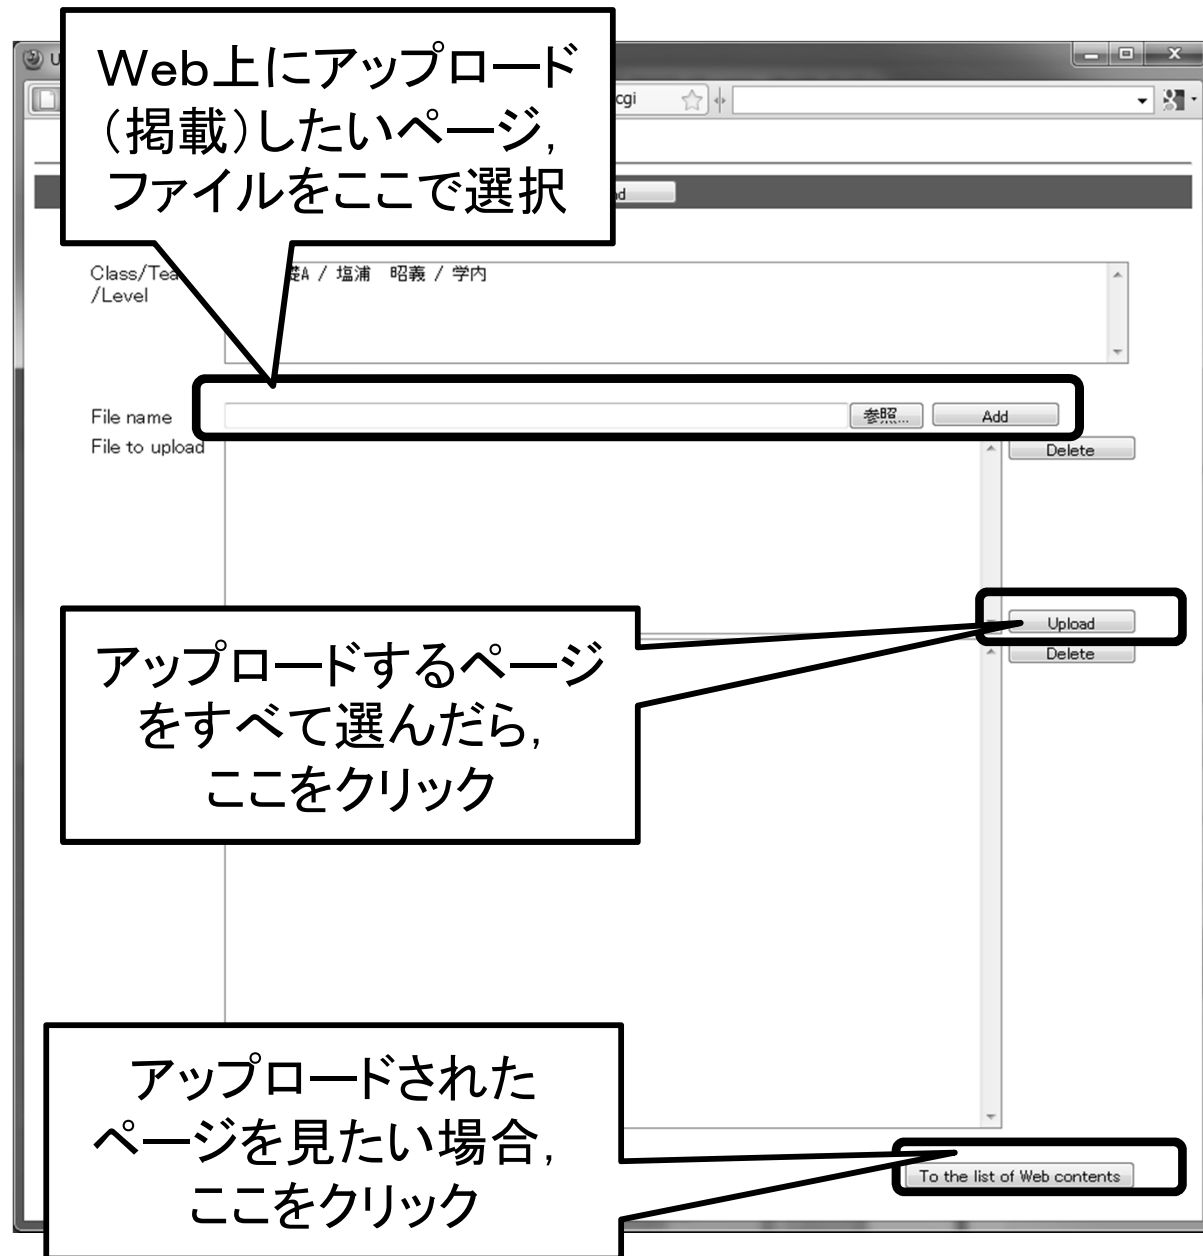 Web上にアップロード
（掲載）したいページ,
ファイルをここで選択
cgi
Class/Tea
/Level
礎A / 塩浦　昭義 / 学内
File name
参照...
Add
File to upload
Delete
Upload
Delete
アップロードするページ
をすべて選んだら,
ここをクリック
アップロードされた
ページを見たい場合,
ここをクリック
To the list of Web contents